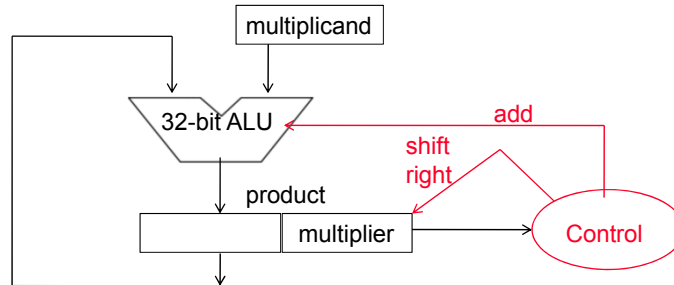 multiplicand
32-bit ALU
add
shift
right
product
multiplier
Control